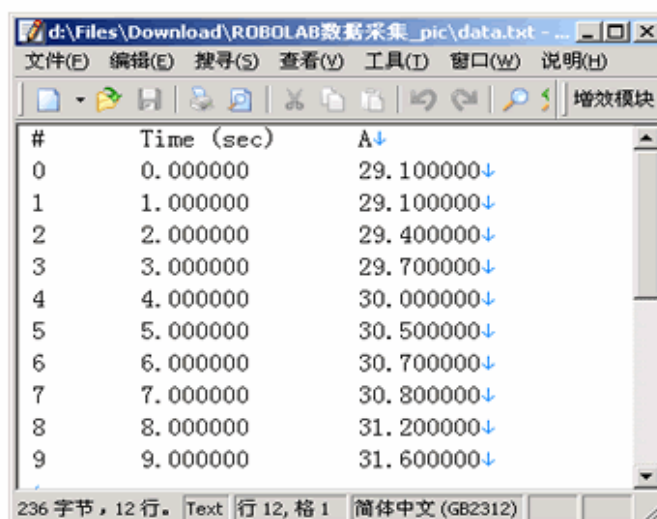 d:\Files\Download\ROBOLAB数据采集_pic\data.txt - ...
文件(F) 编辑(E) 搜寻(S) 查看(V) 工具(T) 窗口(W) 说明(H)
增效模块
# Time (sec) A↓
0 0.000000 29.100000↓
1 1.000000 29.100000↓
2 2.000000 29.400000↓
3 3.000000 29.700000↓
4 4.000000 30.000000↓
5 5.000000 30.500000↓
6 6.000000 30.700000↓
7 7.000000 30.800000↓
8 8.000000 31.200000↓
9 9.000000 31.600000↓
236 字节，12 行。 Text 行 12, 格 1 简体中文 (GB2312)